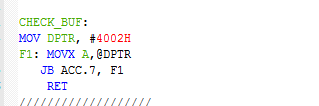 CHECK_BUF:
MOV DPTR, #4002H
F1: MOVX A,@DPTR
JB ACC.7, F1
RET
///////////////////